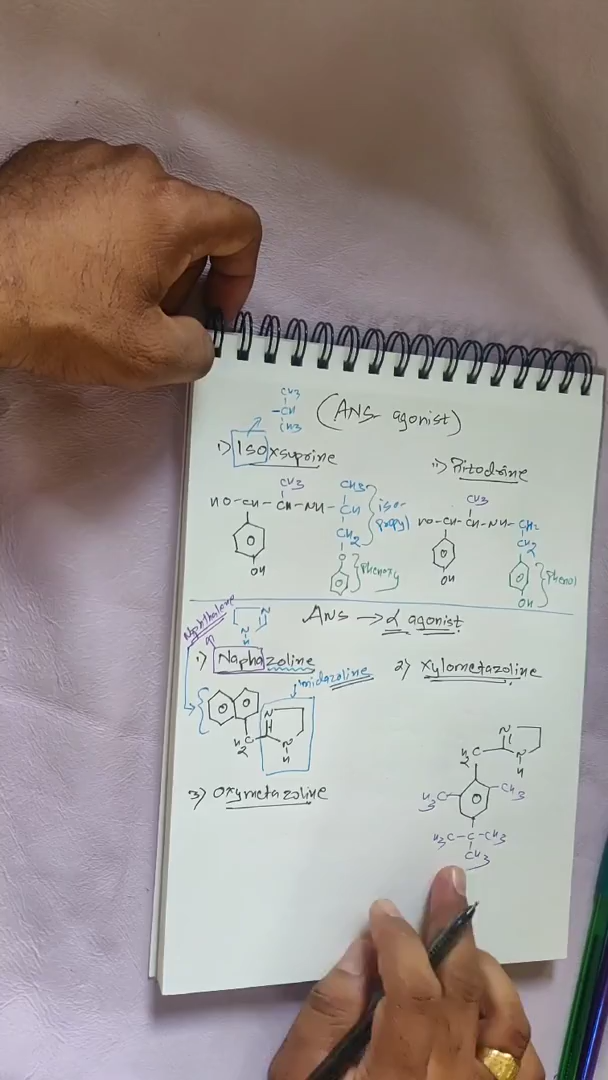 (ANS agonist)
CH3
-CH
CH3
i) Isoxsuprine
ii) Ritodrine
CH3
HO-CH-CH-NH-CH
CH3
CH2
O
isopropyl
Phenoxy
OH
CH3
HO-CH-CH-NH-CH2
CH2
Phenol
OH
OH
ANS → α agonist
Naphthalene
N
N
H
1) Naphazoline
imidazoline
2) Xylometazoline
H2C
N
H
N
H
N
H2C
N
H
H3C
CH3
H3C-C-CH3
CH3
3) Oxymetazoline